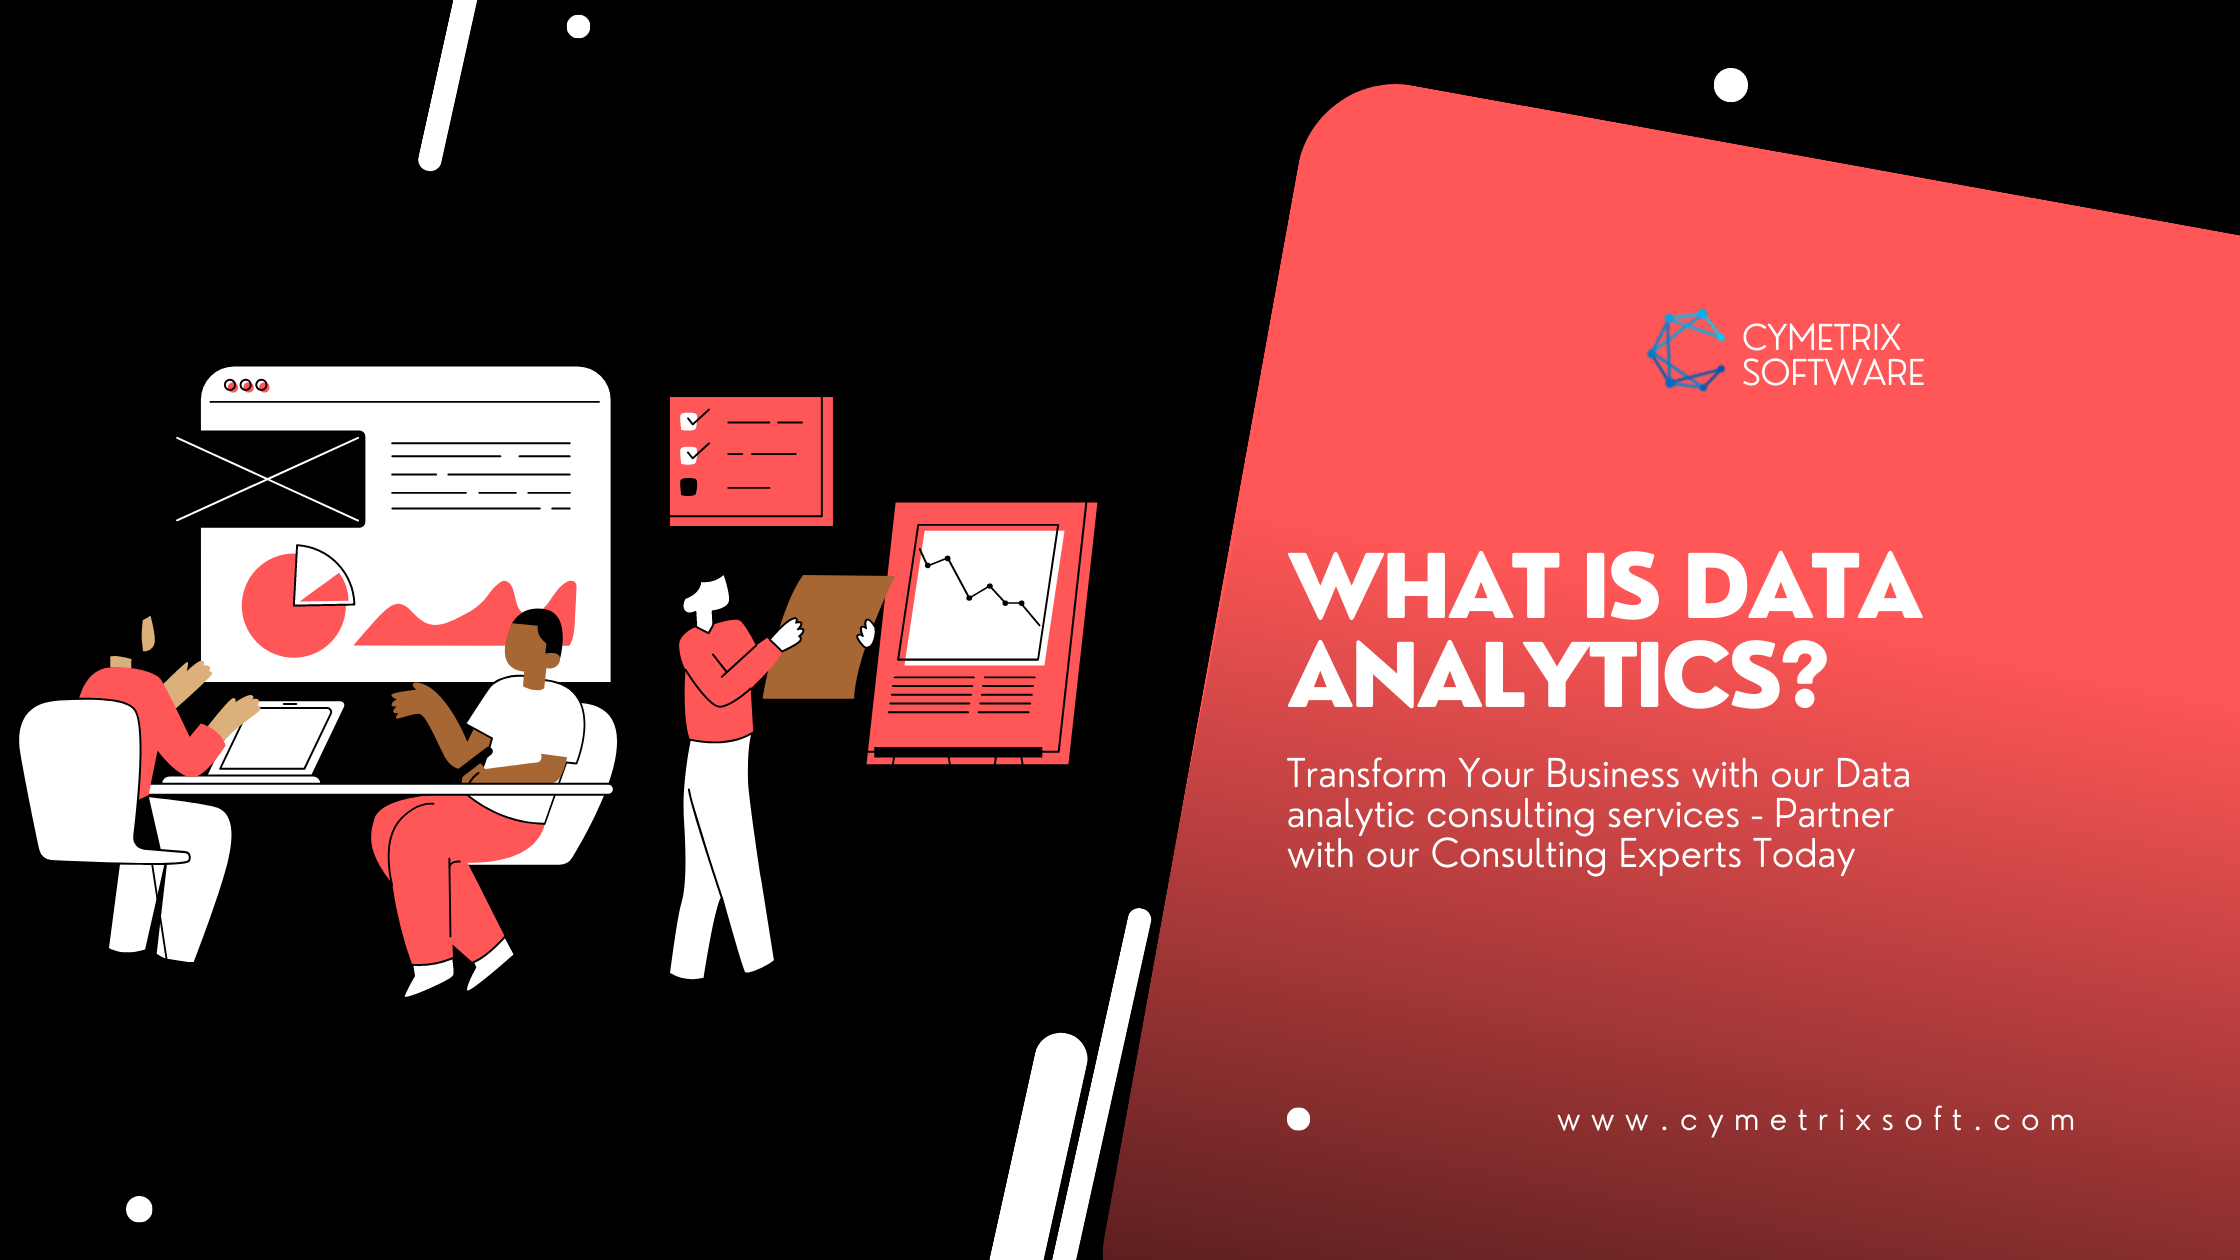 CYMETRIX
SOFTWARE
WHAT IS DATA
ANALYTICS?
Transform Your Business with our Data
analytic consulting services - Partner
with our Consulting Experts Today
www.cymetrixsoft.com